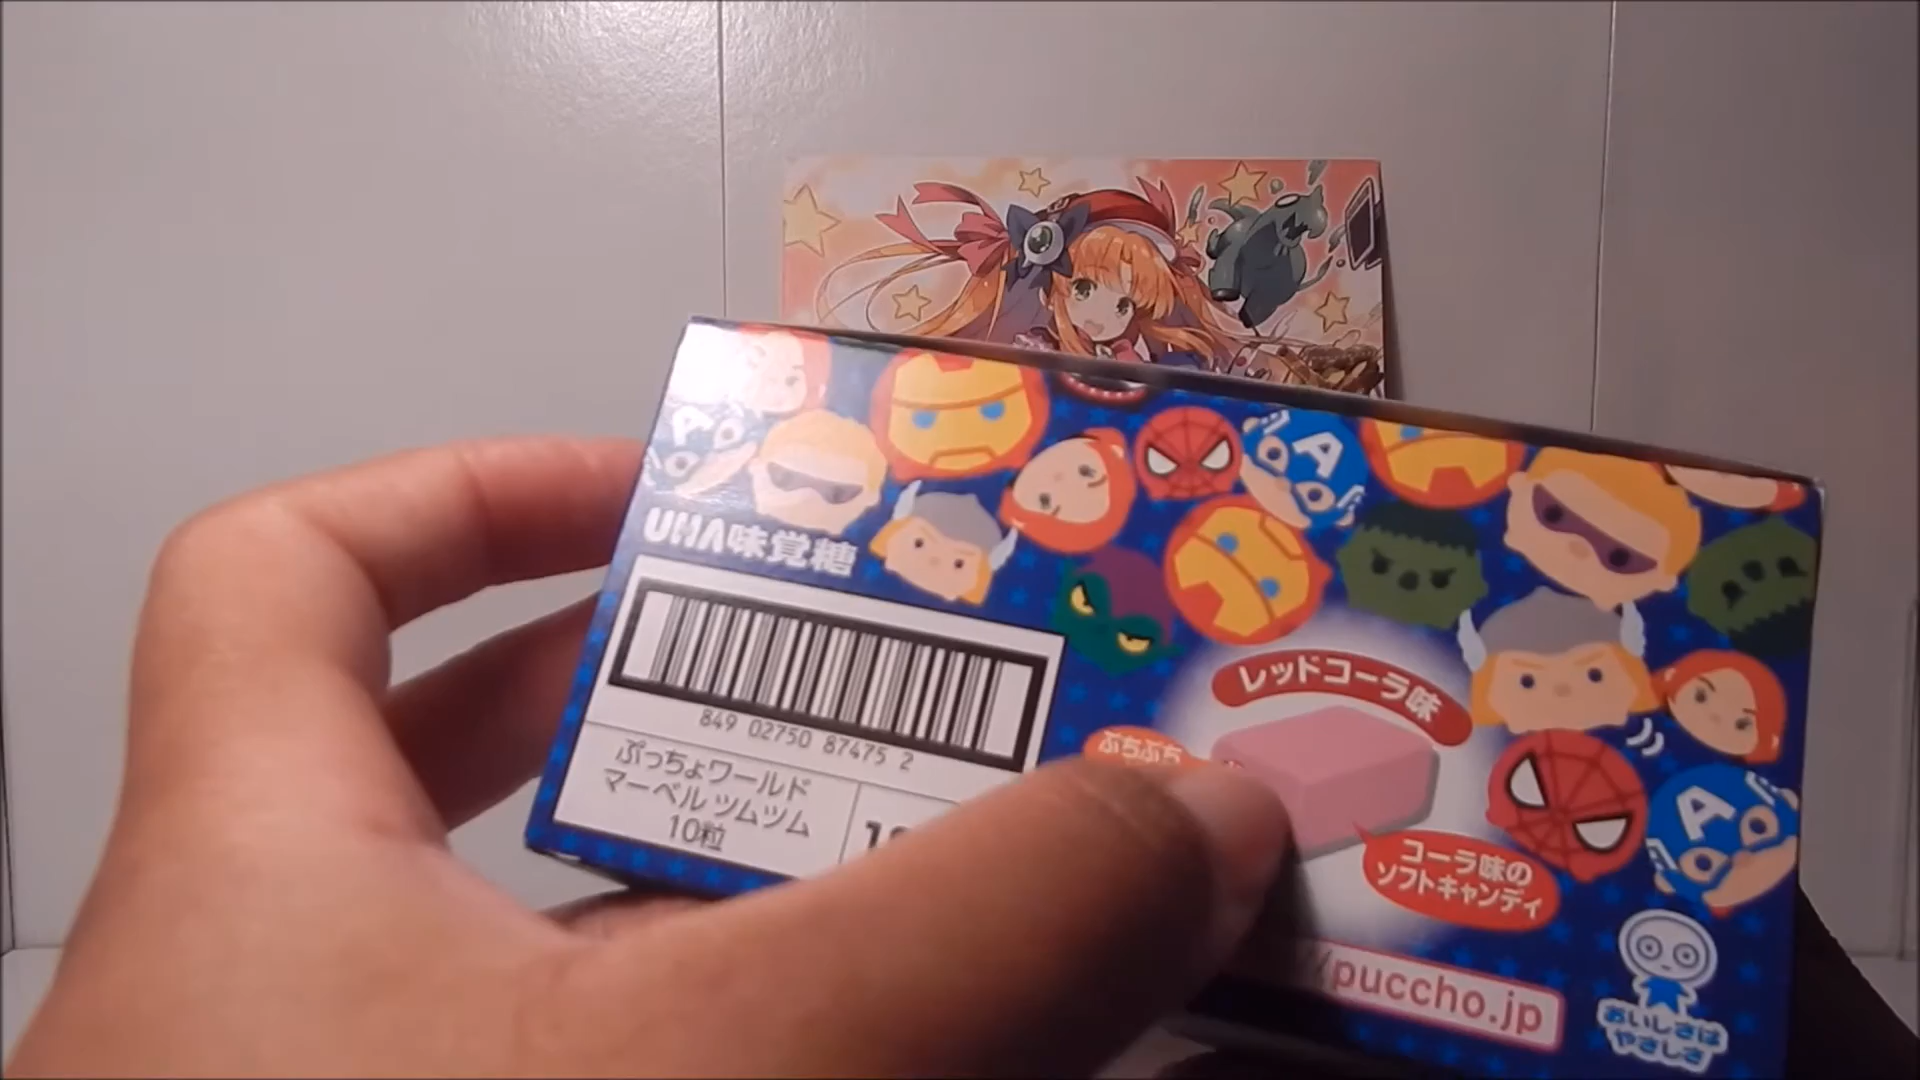 UHA味覚糖
849 02750 87475 2
ぷっちょワールド
マーベル ツムツム
10粒
レッドコーラ味
ぷちぷち
コーラ味の
ソフトキャンディ
puccho.jp
おいしさは
やさしさ
A
A
A